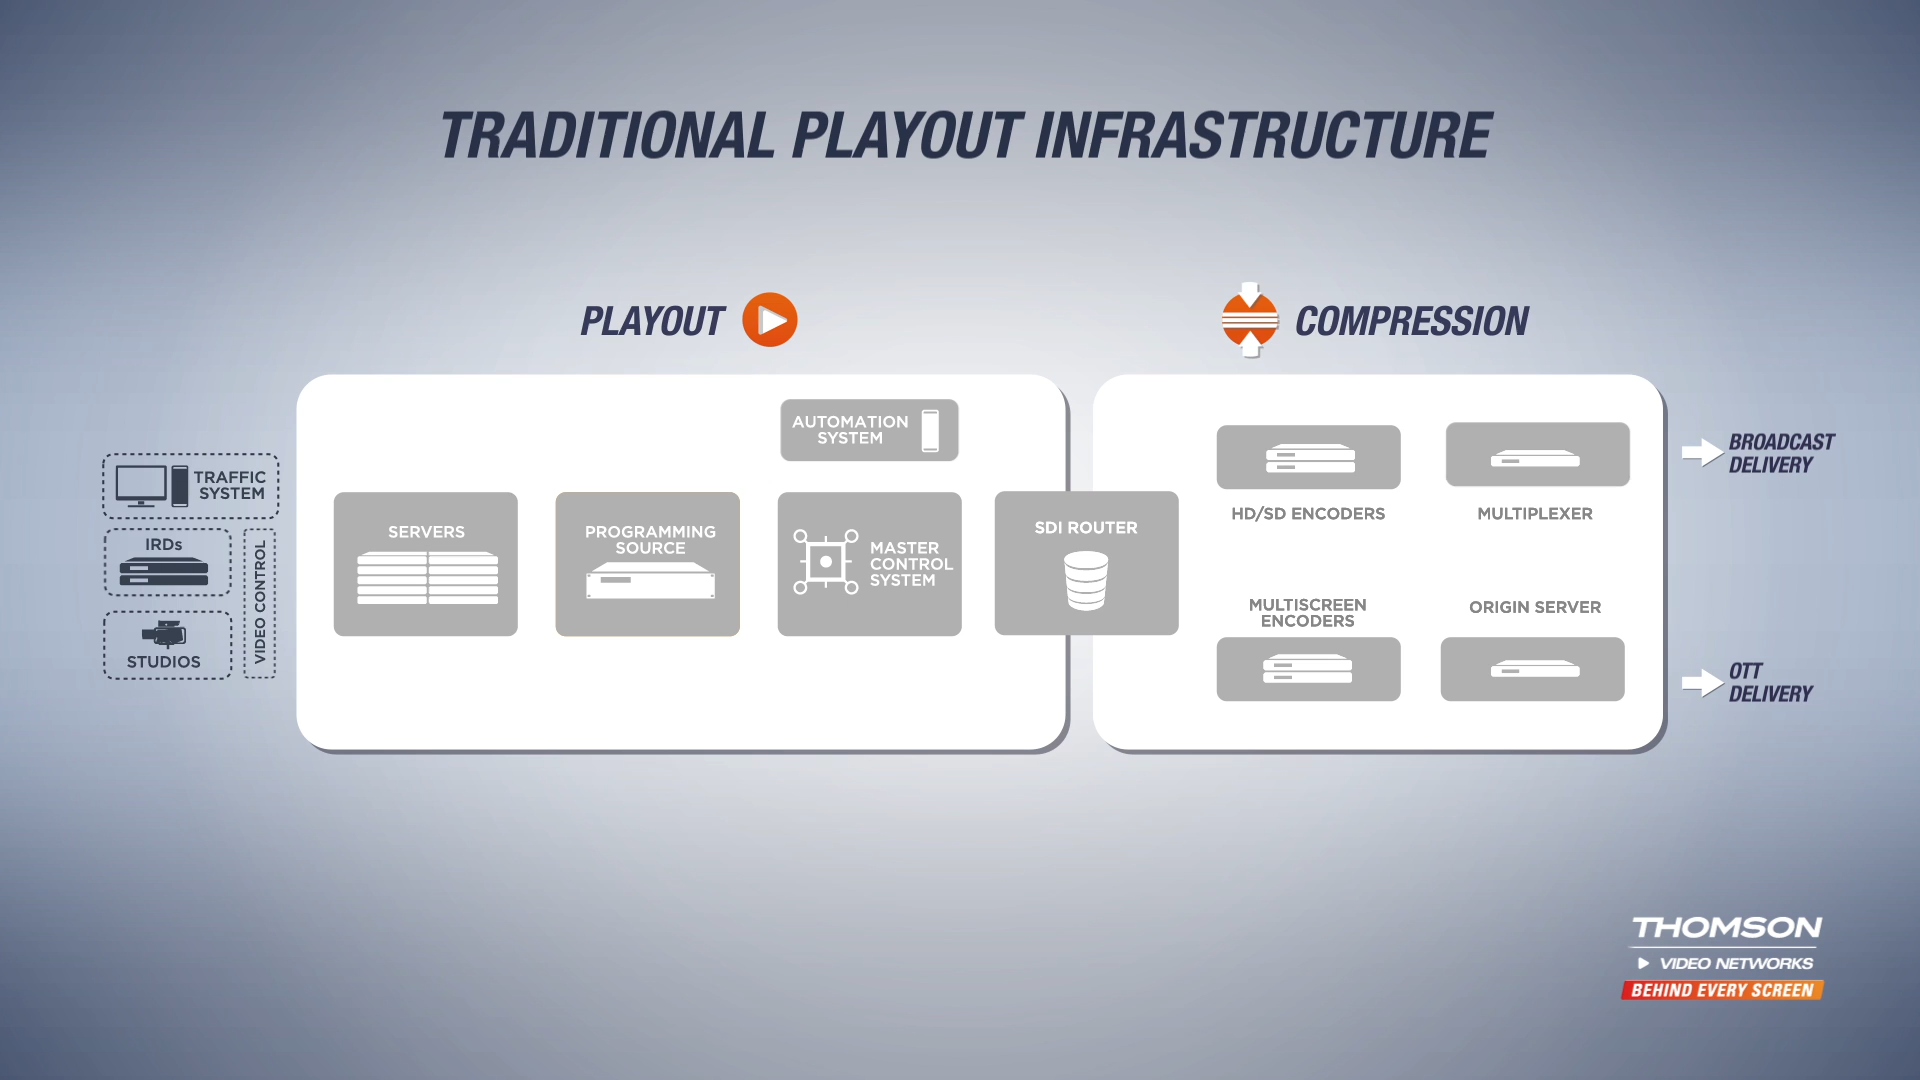 TRADITIONAL PLAYOUT INFRASTRUCTURE
PLAYOUT
COMPRESSION
TRAFFIC
SYSTEM
IRDs
STUDIOS
VIDEO CONTROL
AUTOMATION
SYSTEM
SERVERS
PROGRAMMING
SOURCE
MASTER
CONTROL
SYSTEM
SDI ROUTER
HD/SD ENCODERS
MULTIPLEXER
MULTISCREEN
ENCODERS
ORIGIN SERVER
BROADCAST
DELIVERY
OTT
DELIVERY
THOMSON
VIDEO NETWORKS
BEHIND EVERY SCREEN